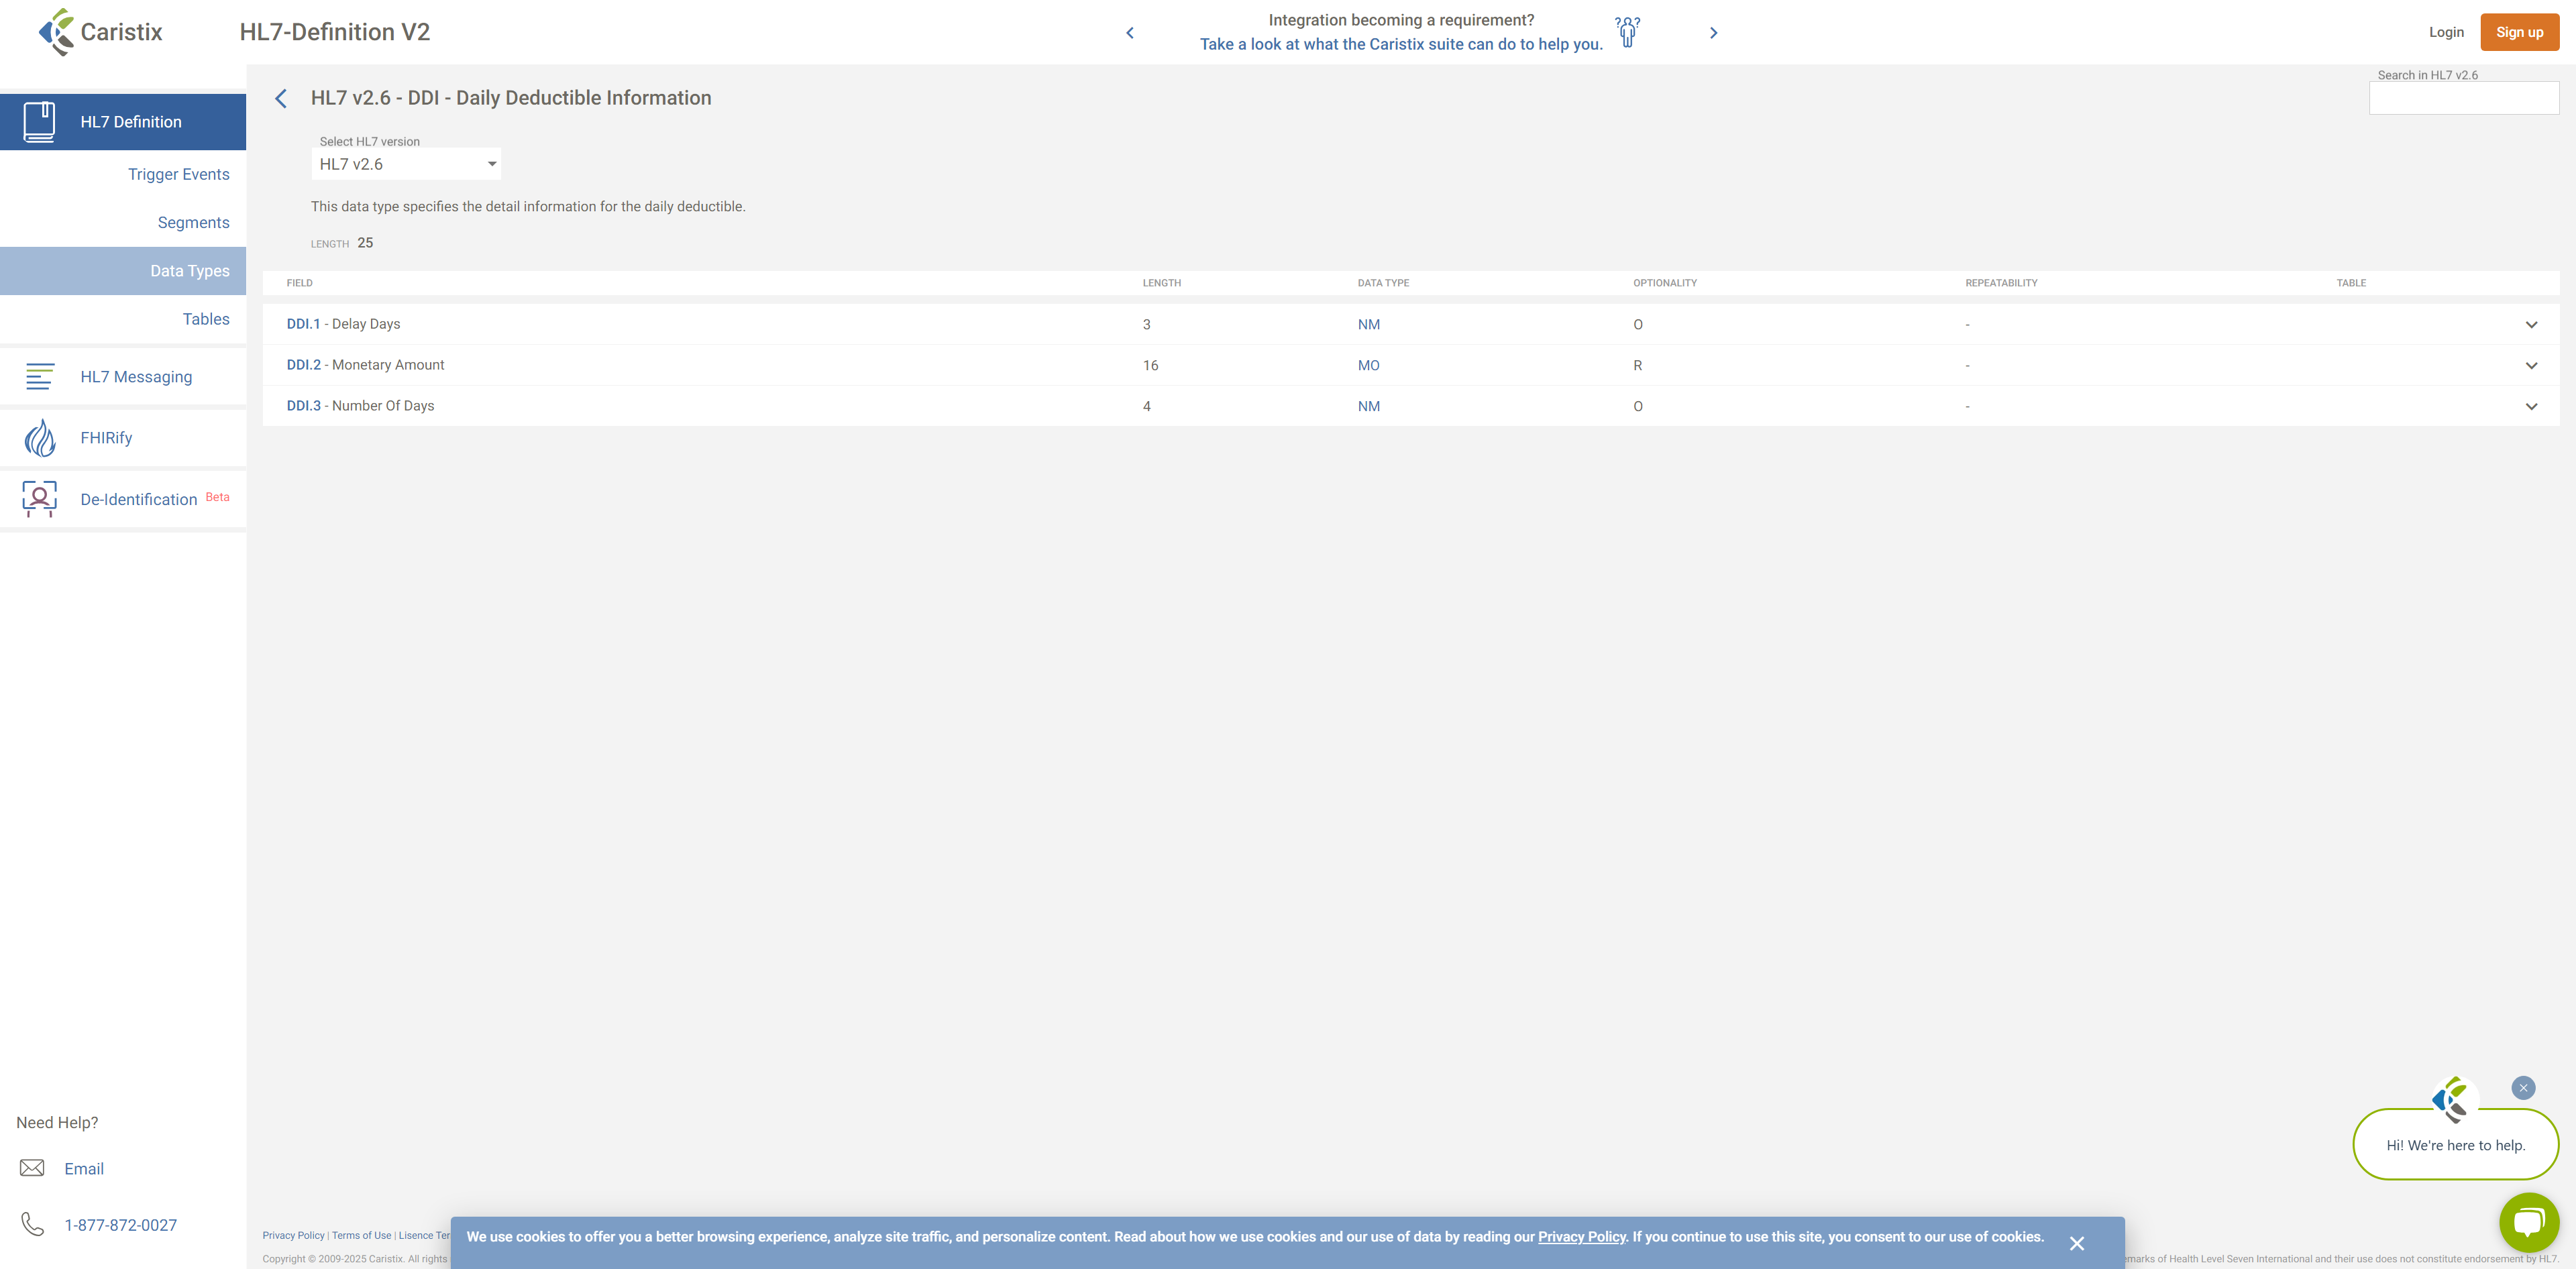 Caristix
HL7-Definition V2
Integration becoming a requirement?
Take a look at what the Caristix suite can do to help you.
Login
Sign up
HL7 Definition
Trigger Events
Segments
Data Types
Tables
HL7 Messaging
FHIRify
De-Identification Beta
Need Help?
Email
1-877-872-0027
HL7 v2.6 - DDI - Daily Deductible Information
Search in HL7 v2.6
Select HL7 version
HL7 v2.6
This data type specifies the detail information for the daily deductible.
LENGTH 25
FIELD LENGTH DATA TYPE OPTIONALITY REPEATABILITY TABLE
DDI.1 - Delay Days 3 NM O -
DDI.2 - Monetary Amount 16 MO R -
DDI.3 - Number Of Days 4 NM O -
Hi! We're here to help.
Privacy Policy | Terms of Use | Lisence Ter
We use cookies to offer you a better browsing experience, analyze site traffic, and personalize content. Read about how we use cookies and our use of data by reading our Privacy Policy. If you continue to use this site, you consent to our use of cookies.
Copyright © 2009-2025 Caristix. All rights
emarks of Health Level Seven International and their use does not constitute endorsement by HL7.